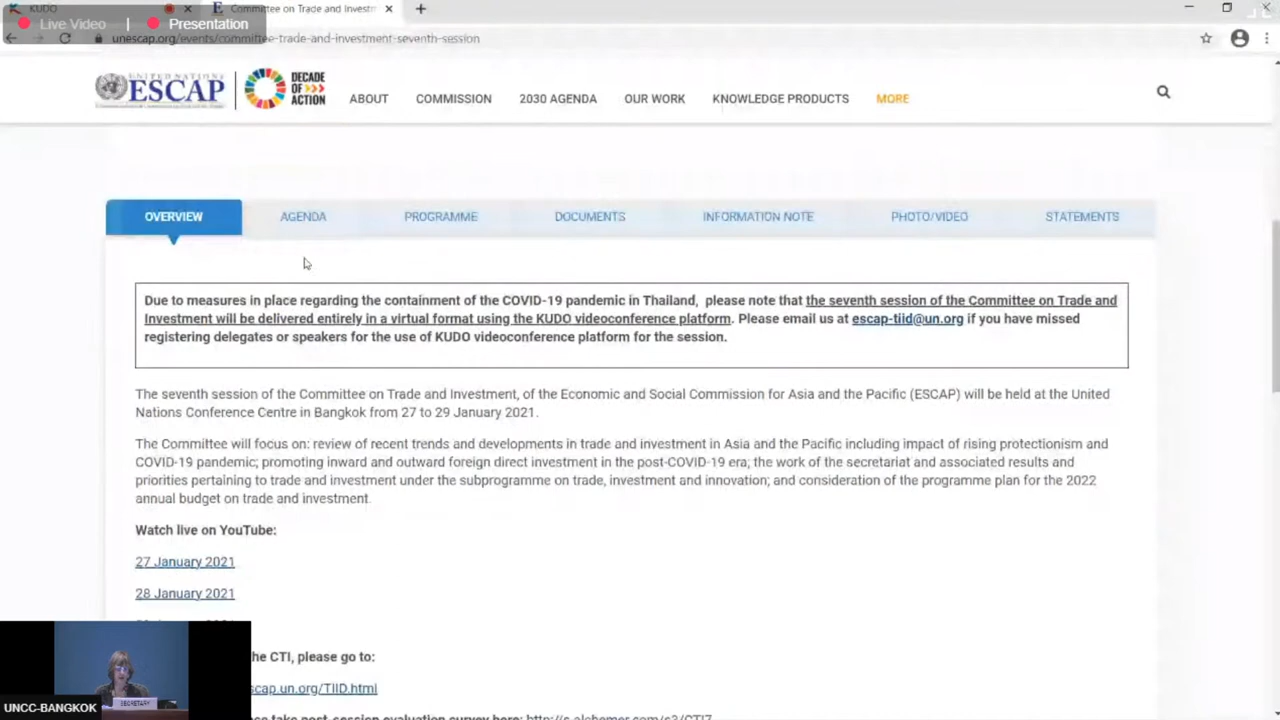 KUDO
Committee on Trade and Investm
Live Video | Presentation
unescap.org/events/committee-trade-and-investment-seventh-session
UNITED NATIONS
ESCAP
DECADE
OF >>>
ACTION
ABOUT COMMISSION 2030 AGENDA OUR WORK KNOWLEDGE PRODUCTS MORE
OVERVIEW AGENDA PROGRAMME DOCUMENTS INFORMATION NOTE PHOTO/VIDEO STATEMENTS
Due to measures in place regarding the containment of the COVID-19 pandemic in Thailand, please note that the seventh session of the Committee on Trade and
Investment will be delivered entirely in a virtual format using the KUDO videoconference platform. Please email us at escap-tiid@un.org if you have missed
registering delegates or speakers for the use of KUDO videoconference platform for the session.
The seventh session of the Committee on Trade and Investment, of the Economic and Social Commission for Asia and the Pacific (ESCAP) will be held at the United
Nations Conference Centre in Bangkok from 27 to 29 January 2021.
The Committee will focus on: review of recent trends and developments in trade and investment in Asia and the Pacific including impact of rising protectionism and
COVID-19 pandemic; promoting inward and outward foreign direct investment in the post-COVID-19 era; the work of the secretariat and associated results and
priorities pertaining to trade and investment under the subprogramme on trade, investment and innovation; and consideration of the programme plan for the 2022
annual budget on trade and investment.
Watch live on YouTube:
27 January 2021
28 January 2021
he CTI, please go to:
scap.un.org/TIID.html
SECRETARY
UNCC-BANGKOK